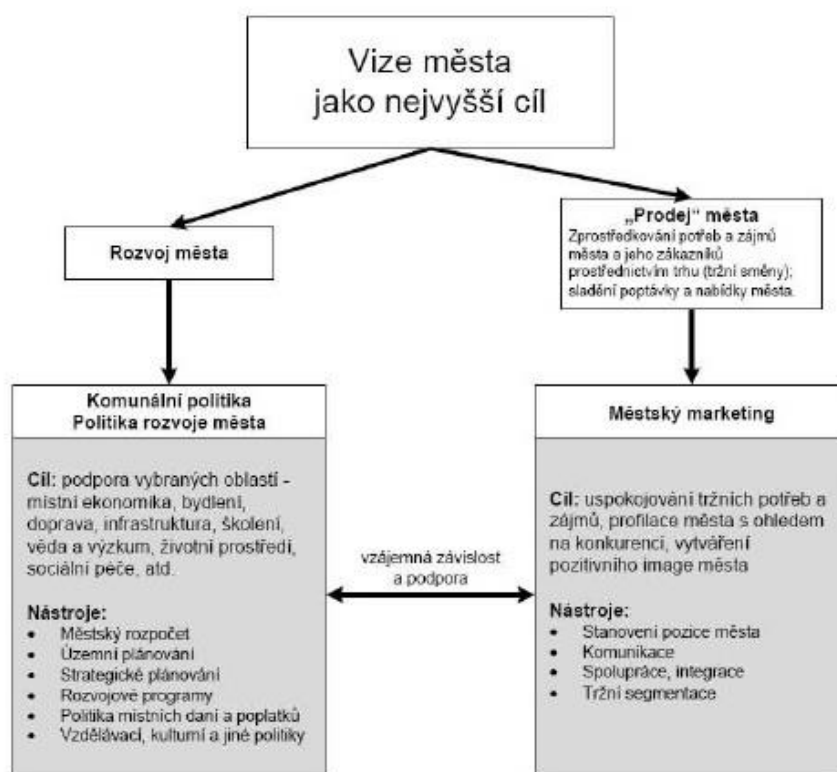 Vize města
jako nejvyšší cíl
Rozvoj města
„Prodej“ města
Zprostředkování potřeb a zájmů
města a jeho zákazníků
prostřednictvím trhu (tržní směny);
sladění poptávky a nabídky města.
Komunální politika
Politika rozvoje města
Cíl: podpora vybraných oblastí -
místní ekonomika, bydlení,
doprava, infrastruktura, školení,
věda a výzkum, životní prostředí,
sociální péče, atd.
Nástroje:
• Městský rozpočet
• Územní plánování
• Strategické plánování
• Rozvojové programy
• Politika místních daní a poplatků
• Vzdělávací, kulturní a jiné politiky
vzájemná závislost
a podpora
Městský marketing
Cíl: uspokojování tržních potřeb a
zájmů, profilace města s ohledem
na konkurenci, vytváření
pozitivního image města
Nástroje:
• Stanovení pozice města
• Komunikace
• Spolupráce, integrace
• Tržní segmentace